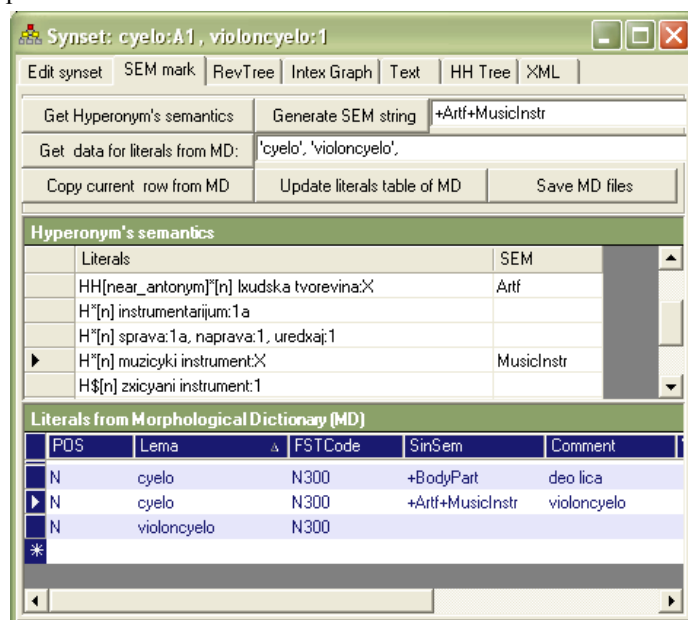 Synset: cyelo:A1, violoncyelo:1
Edit synset SEM mark RevTree Intex Graph Text HH Tree XML
Get Hyperonym's semantics Generate SEM string +Artf+MusicInstr
Get data for literals from MD: 'cyelo', 'violoncyelo',
Copy current row from MD Update literals table of MD Save MD files
Hyperonym's semantics
Literals SEM
HH[near_antonym]*[n] lxudska tvorevina:X Artf
H*[n] instrumentarijum:1a
H*[n] sprava:1a, naprava:1, uredxaj:1
H*[n] muzicyki instrument:X MusicInstr
H$[n] zxicyani instrument:1
Literals from Morphological Dictionary (MD)
POS Lema FSTCode SinSem Comment
N cyelo N300 +BodyPart deo lica
N cyelo N300 +Artf+MusicInstr violoncyelo
N violoncyelo N300